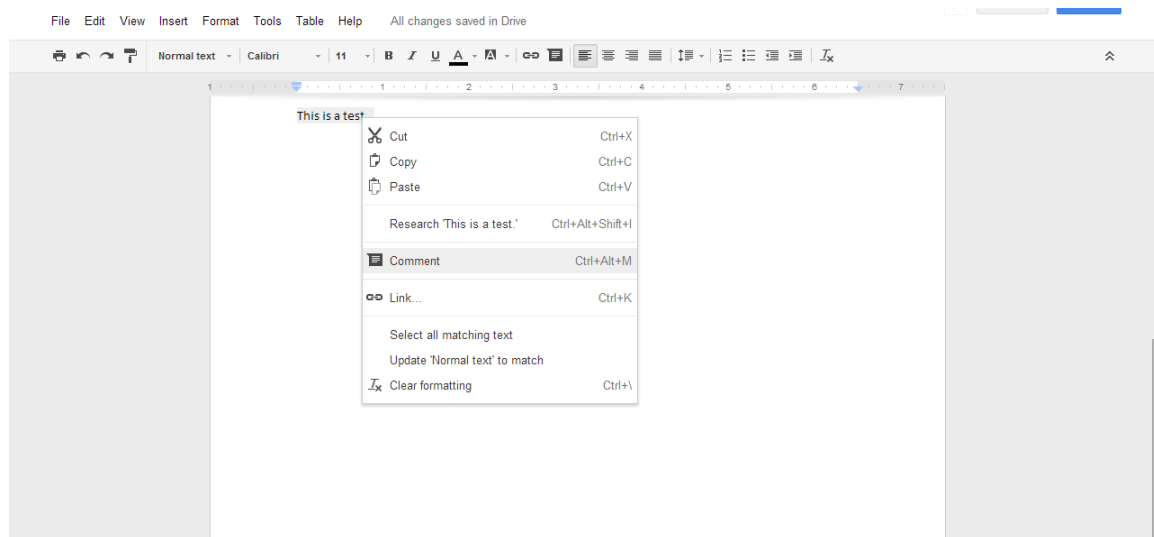 File Edit View Insert Format Tools Table Help All changes saved in Drive
Normal text Calibri 11 B I U A A
1 1 2 3 4 5 6 7
This is a test
Cut Ctrl+X
Copy Ctrl+C
Paste Ctrl+V
Research 'This is a test.' Ctrl+Alt+Shift+I
Comment Ctrl+Alt+M
Link... Ctrl+K
Select all matching text
Update 'Normal text' to match
Clear formatting Ctrl+\